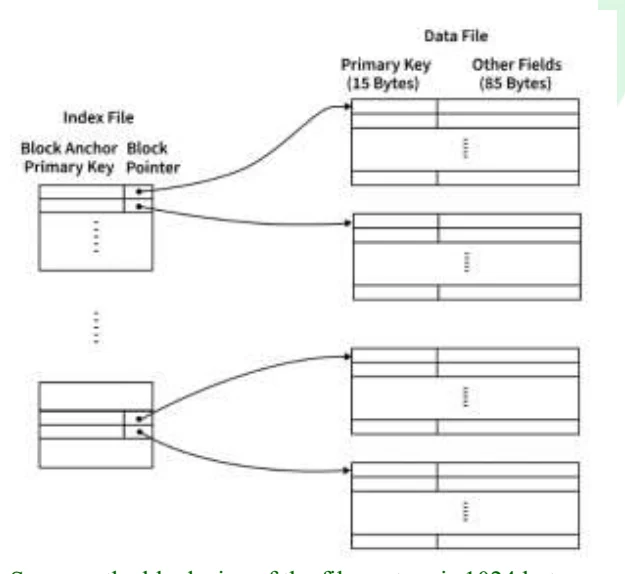 Data File
Primary Key Other Fields
(15 Bytes) (85 Bytes)
Index File
Block Anchor Block
Primary Key Pointer